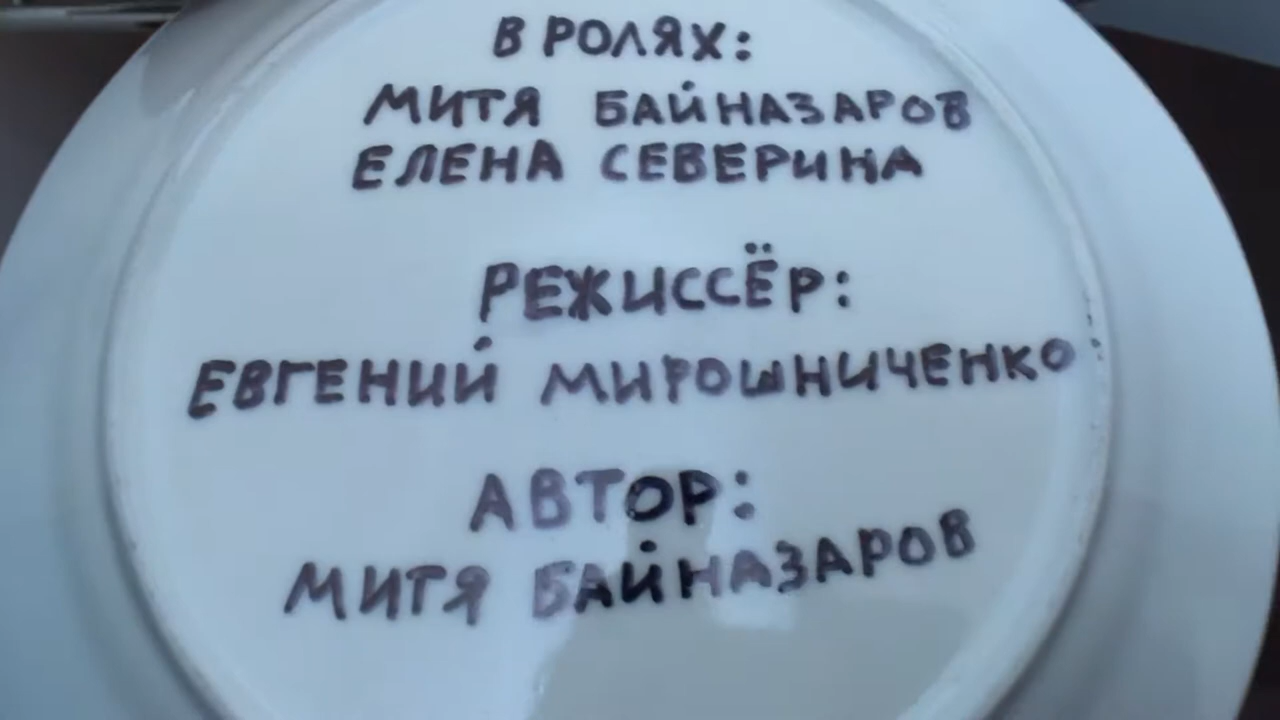 В РОЛЯХ:
МИТЯ БАЙНАЗАРОВ
ЕЛЕНА СЕВЕРИНА
РЕЖИССЁР:
ЕВГЕНИЙ МИРОШНИЧЕНКО
АВТОР:
МИТЯ БАЙНАЗАРОВ